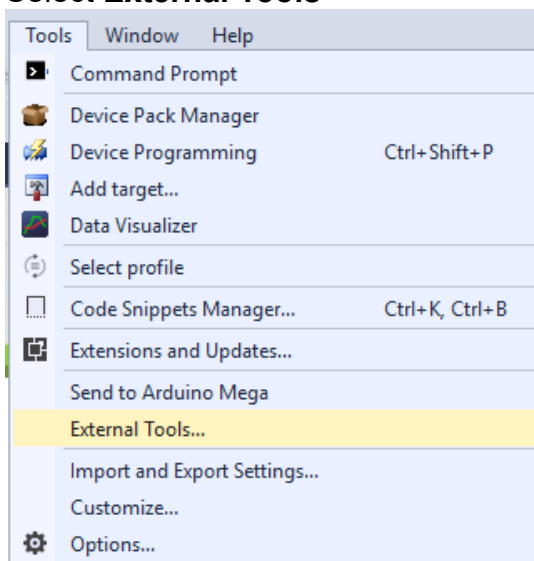 Select External Tools
Tools Window Help
Command Prompt
Device Pack Manager
Device Programming Ctrl+Shift+P
Add target...
Data Visualizer
Select profile
Code Snippets Manager... Ctrl+K, Ctrl+B
Extensions and Updates...
Send to Arduino Mega
External Tools...
Import and Export Settings...
Customize...
Options...